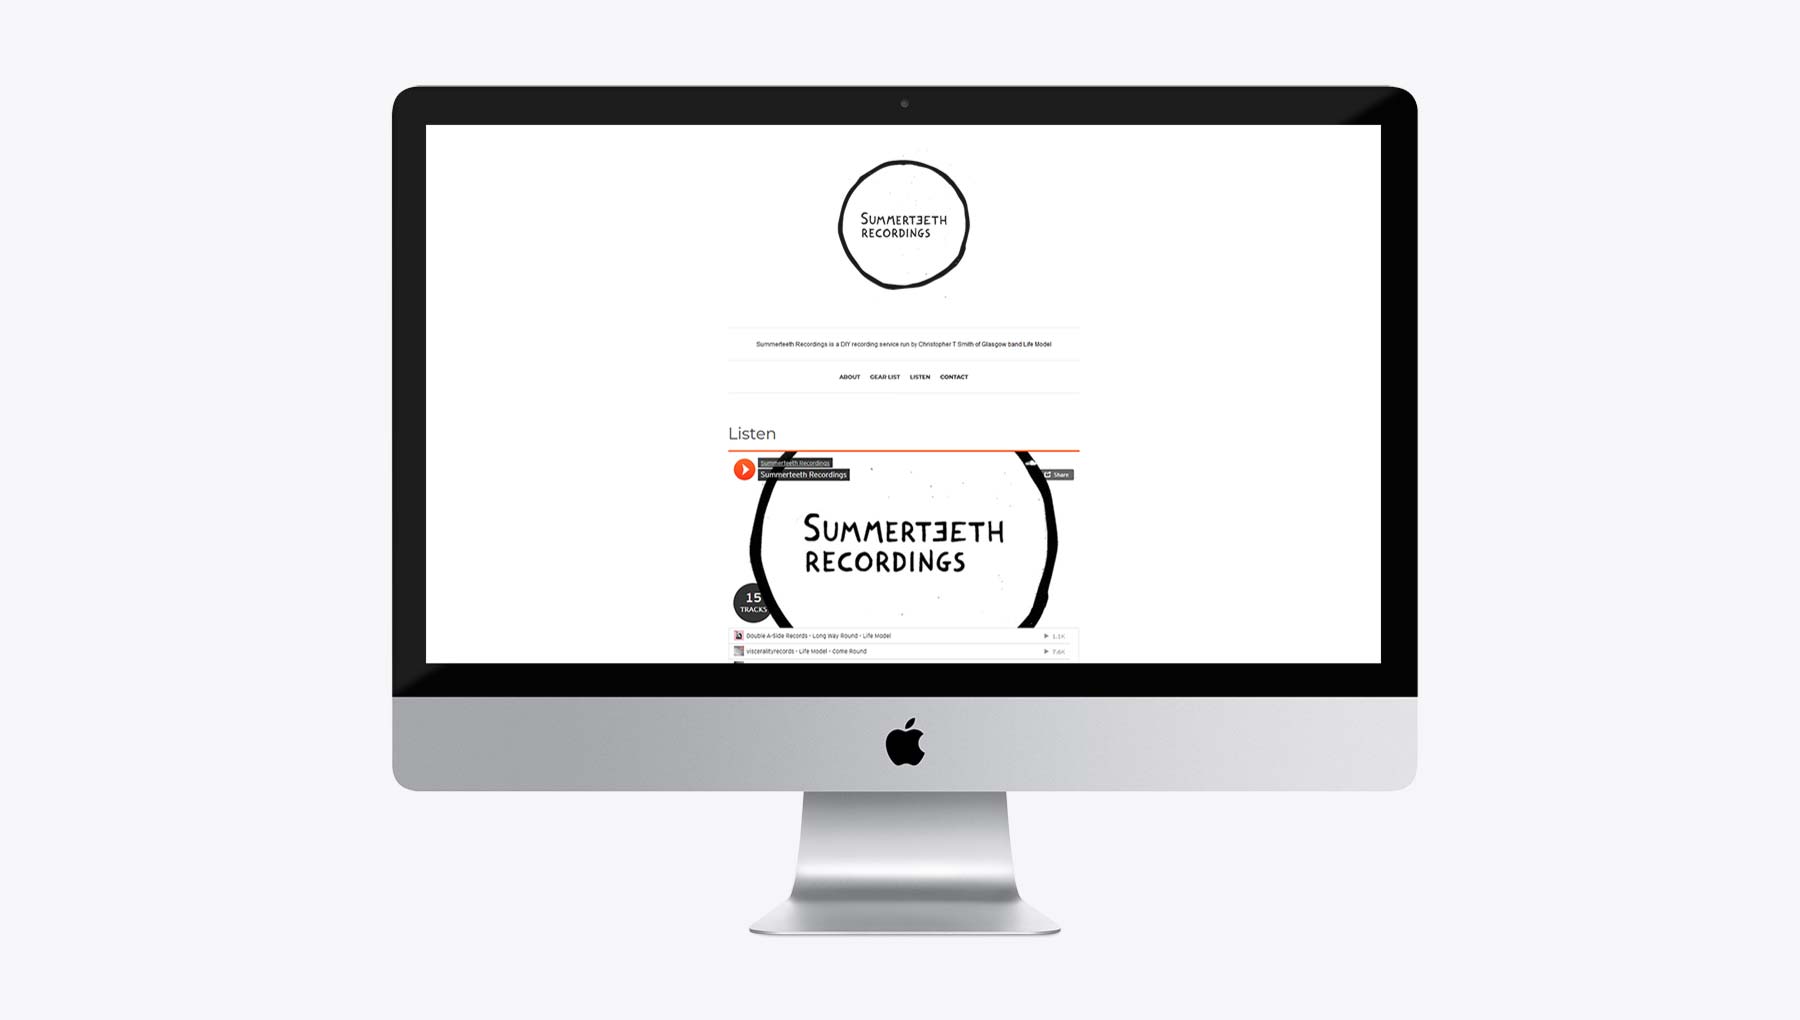 SUMMERTEETH
RECORDINGS
Summerteeth Recordings is a DIY recording service run by Christopher T Smith of Glasgow band Life Model
ABOUT GEAR LIST LISTEN CONTACT
Listen
Summerteeth Recordings
Summerteeth Recordings
Share
SUMMERTEETH
RECORDINGS
15
TRACKS
Double A-Side Records - Long Way Round - Life Model 1.1K
visceralityrecords - Life Model - Come Round 7.6K